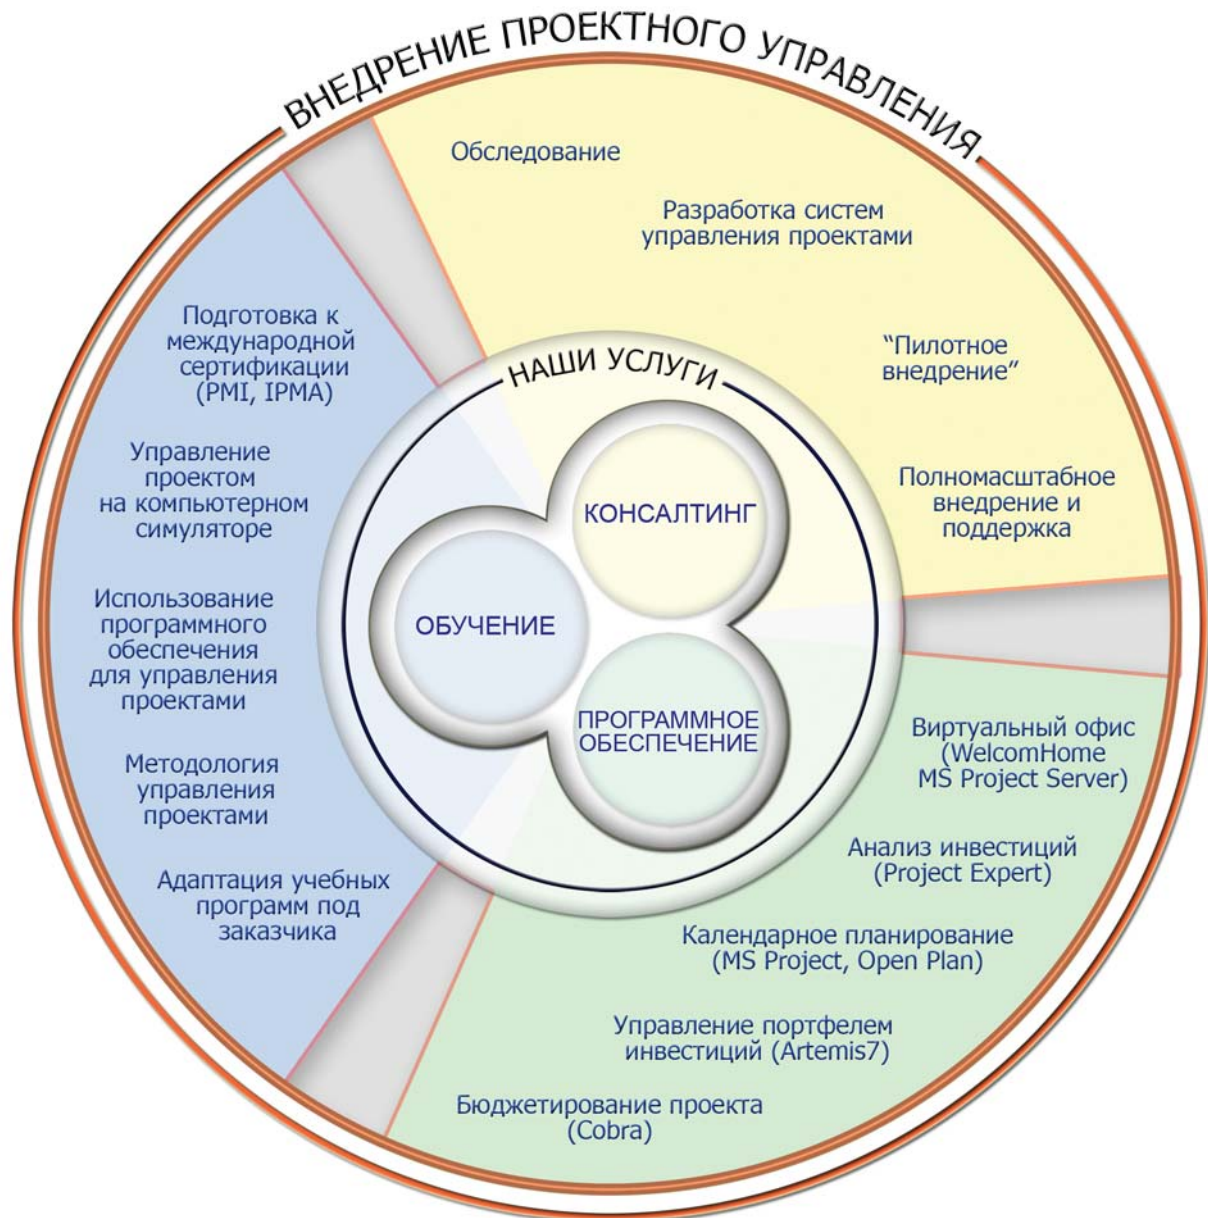 ВНЕДРЕНИЕ ПРОЕКТНОГО УПРАВЛЕНИЯ
Обследование
Разработка систем
управления проектами
“Пилотное
внедрение”
Полномасштабное
внедрение и
поддержка
Подготовка к
международной
сертификации
(PMI, IPMA)
Управление
проектом
на компьютерном
симуляторе
Использование
программного
обеспечения
для управления
проектами
Методология
управления
проектами
Адаптация учебных
программ под
заказчика
НАШИ УСЛУГИ
КОНСАЛТИНГ
ОБУЧЕНИЕ
ПРОГРАММНОЕ
ОБЕСПЕЧЕНИЕ
Виртуальный офис
(WelcomHome
MS Project Server)
Анализ инвестиций
(Project Expert)
Календарное планирование
(MS Project, Open Plan)
Управление портфелем
инвестиций (Artemis7)
Бюджетирование проекта
(Cobra)